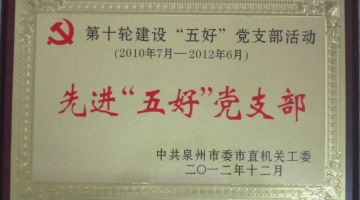 第十轮建设“五好”党支部活动
(2010年7月—2012年6月)
先进“五好”党支部
中共泉州市委市直机关工委
二〇一二年十二月